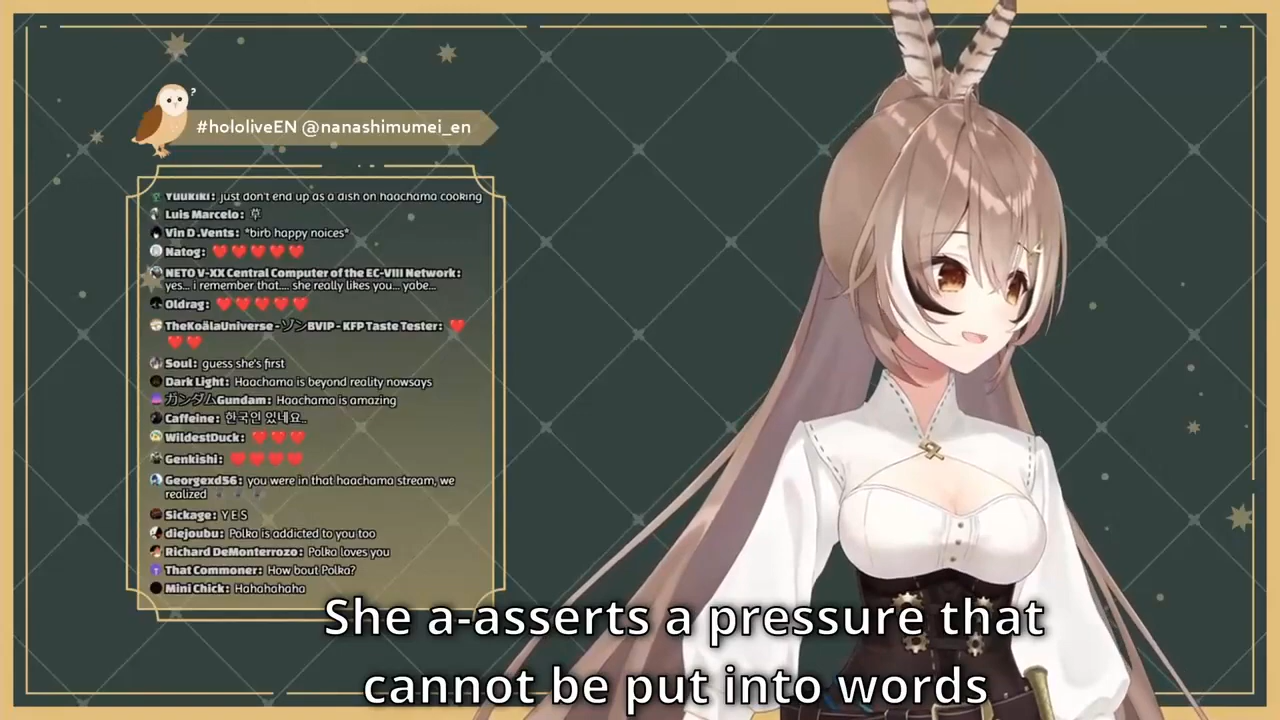 ?
#hololiveEN @nanashimumei_en
Yuukiki: just don't end up as a dish on haachama cooking
Luis Marcelo: 草
Vin D.Vents: *birb happy noices*
Natog: ❤️❤️❤️❤️❤️
NETO V-XX Central Computer of the EC-VIII Network:
yes... i remember that.... she really likes you... yabe...
Oldrag: ❤️❤️❤️❤️❤️
TheKoalaUniverse - ゾンBVIP - KFP Taste Tester: ❤️
❤️❤️
Soul: guess she's first
Dark Light: Haachama is beyond reality nowsays
ガンダムGundam: Haachama is amazing
Caffeine: 한국인 있네요..
WildestDuck: ❤️❤️❤️
Genkishi: ❤️❤️❤️❤️
Georgexd56: you were in that haachama stream, we
realized
Sickage: Y E S
diejoubu: Polka is addicted to you too
Richard DeMonterrozo: Polka loves you
That Commoner: How bout Polka?
Mini Chick: Hahahahaha
She a-asserts a pressure that
cannot be put into words